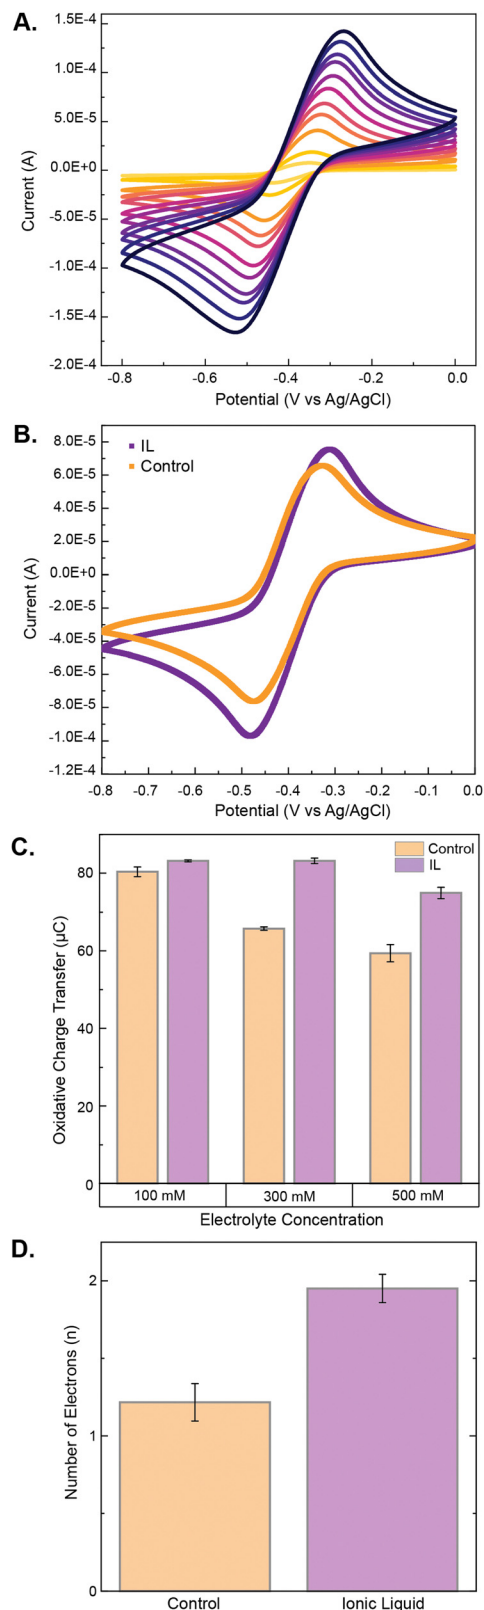 A.
1.5E-4
1.0E-4
5.0E-5
0.0E+0
-5.0E-5
-1.0E-4
-1.5E-4
-2.0E-4
Current (A)
-0.8 -0.6 -0.4 -0.2 0.0
Potential (V vs Ag/AgCl)
B.
IL
Control
8.0E-5
6.0E-5
4.0E-5
2.0E-5
0.0E+0
-2.0E-5
-4.0E-5
-6.0E-5
-8.0E-5
-1.0E-4
-1.2E-4
Current (A)
-0.8 -0.7 -0.6 -0.5 -0.4 -0.3 -0.2 -0.1 0.0
Potential (V vs Ag/AgCl)
C.
Control
IL
80
60
40
20
0
Oxidative Charge Transfer (µC)
100 mM 300 mM 500 mM
Electrolyte Concentration
D.
2
1
0
Number of Electrons (n)
Control Ionic Liquid